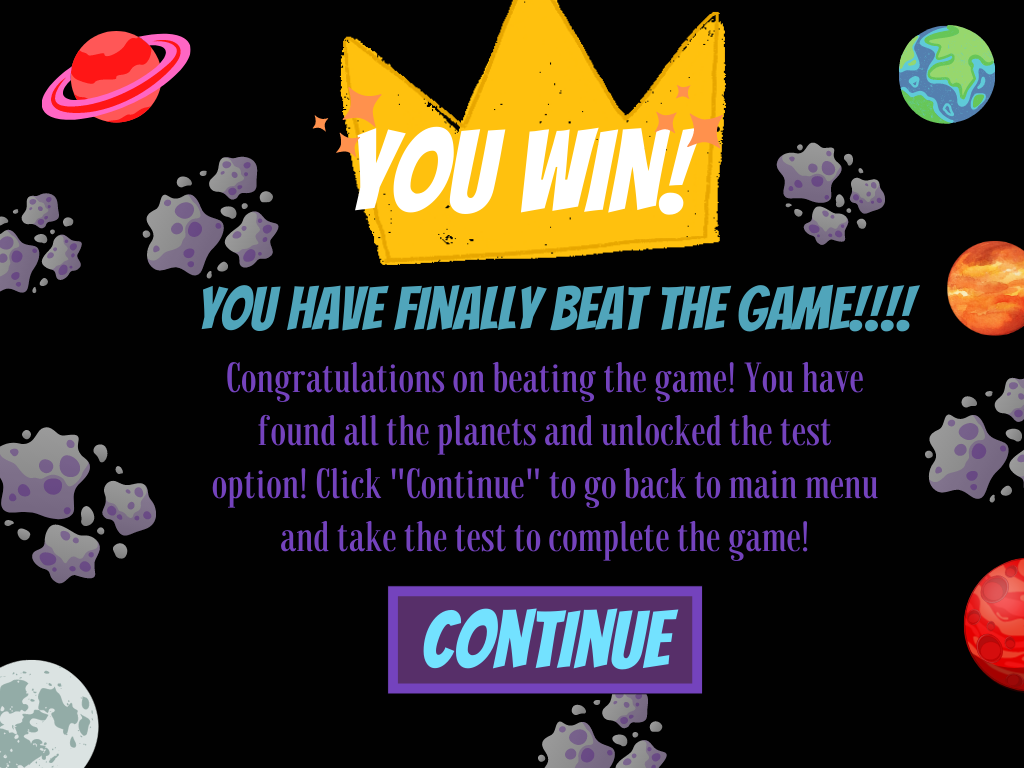 YOU WIN!
YOU HAVE FINALLY BEAT THE GAME!!!!
Congratulations on beating the game! You have
found all the planets and unlocked the test
option! Click "Continue" to go back to main menu
and take the test to complete the game!
CONTINUE